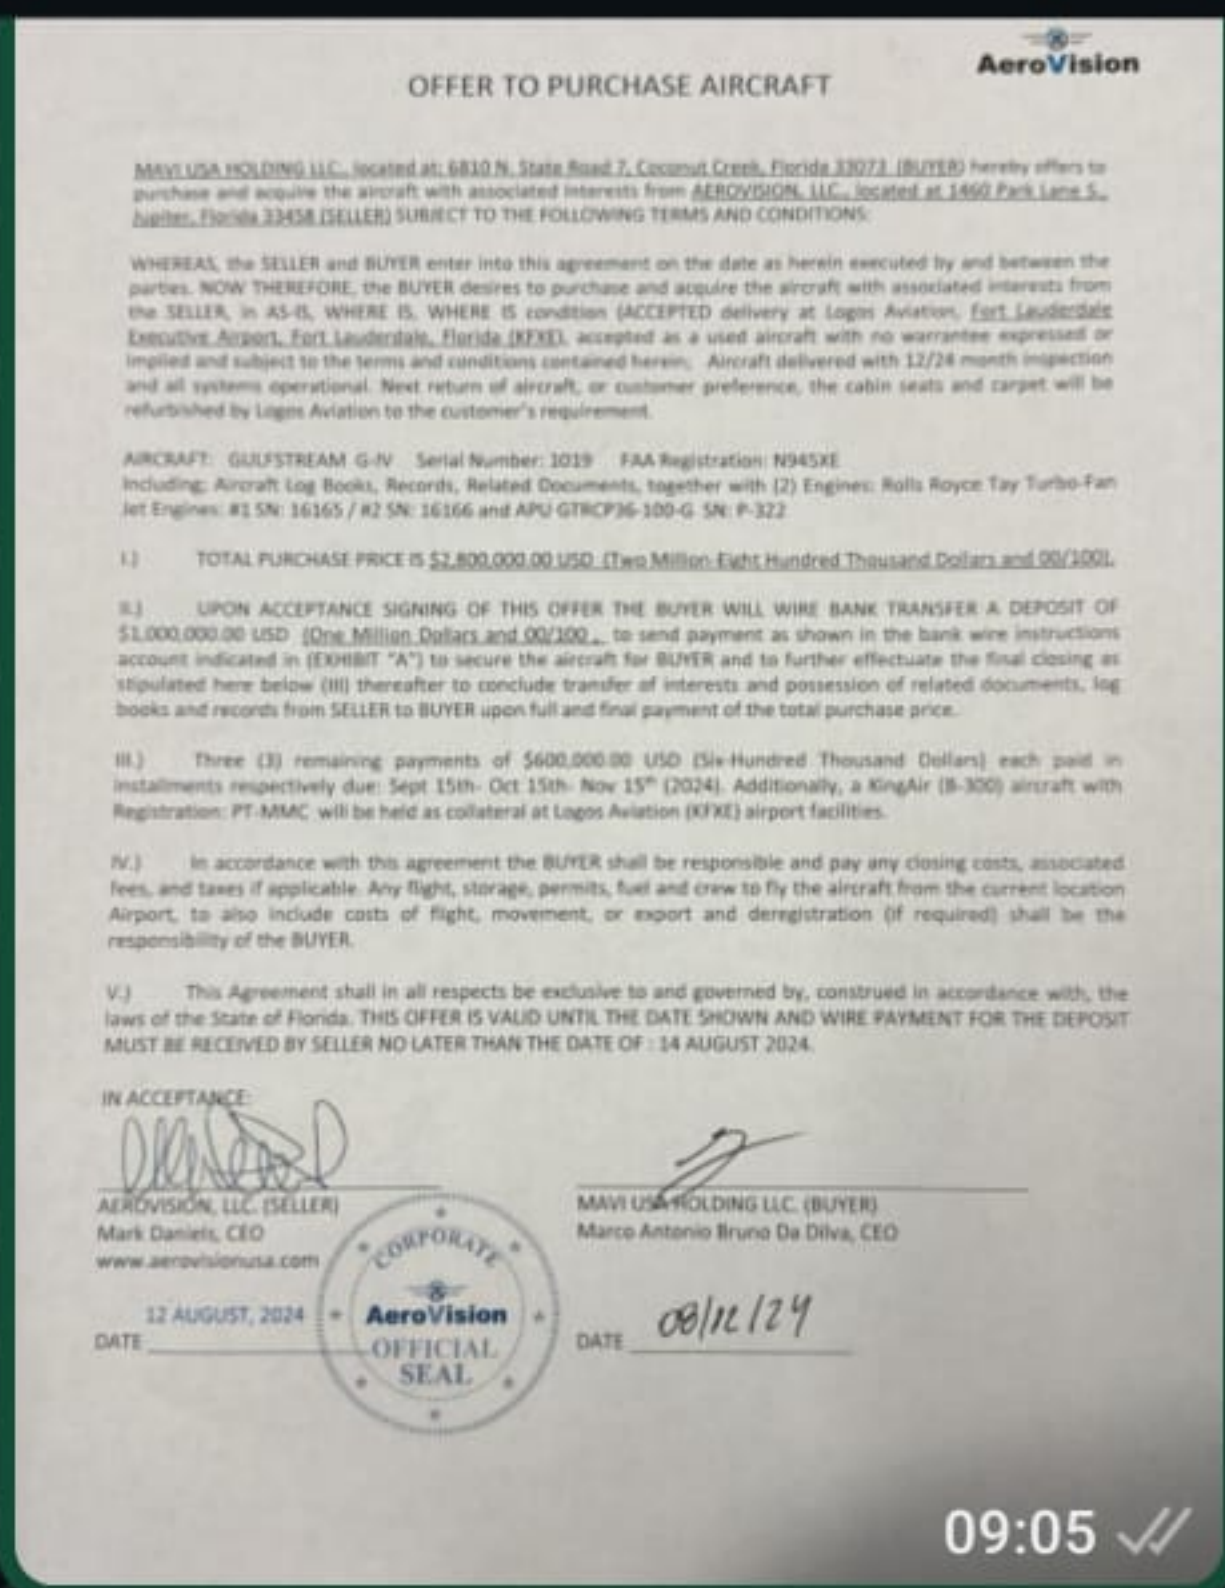 AeroVision
OFFER TO PURCHASE AIRCRAFT
MAVI USA HOLDING LLC., located at: 6810 N. State Road 7, Coconut Creek, Florida 33073 (BUYER) hereby offers to
purchase and acquire the aircraft with associated interests from AEROVISION, LLC., located at 1460 Park Lane S.,
Jupiter, Florida 33458 (SELLER) SUBJECT TO THE FOLLOWING TERMS AND CONDITIONS:
WHEREAS, the SELLER and BUYER enter into this agreement on the date as herein executed by and between the
parties. NOW THEREFORE, the BUYER desires to purchase and acquire the aircraft with associated interests from
the SELLER, in AS-IS, WHERE IS, WHERE IS condition (ACCEPTED delivery at Logos Aviation, Fort Lauderdale
Executive Airport, Fort Lauderdale, Florida (KFXE), accepted as a used aircraft with no warrantee expressed or
implied and subject to the terms and conditions contained herein; Aircraft delivered with 12/24 month inspection
and all systems operational. Next return of aircraft, or customer preference, the cabin seats and carpet will be
refurbished by Logos Aviation to the customer's requirement.
AIRCRAFT: GULFSTREAM G-IV Serial Number: 1019 FAA Registration: N945XE
Including: Aircraft Log Books, Records, Related Documents, together with (2) Engines: Rolls Royce Tay Turbo-Fan
Jet Engines: #1 SN: 16165 / #2 SN: 16166 and APU GTRCP36-100-G SN: P-322
I.) TOTAL PURCHASE PRICE IS $2,800,000.00 USD (Two Million-Eight Hundred Thousand Dollars and 00/100).
II.) UPON ACCEPTANCE SIGNING OF THIS OFFER THE BUYER WILL WIRE BANK TRANSFER A DEPOSIT OF
$1,000,000.00 USD (One Million Dollars and 00/100 , to send payment as shown in the bank wire instructions
account indicated in (EXHIBIT "A") to secure the aircraft for BUYER and to further effectuate the final closing as
stipulated here below (III) thereafter to conclude transfer of interests and possession of related documents, log
books and records from SELLER to BUYER upon full and final payment of the total purchase price.
III.) Three (3) remaining payments of $600,000.00 USD (Six-Hundred Thousand Dollars) each paid in
installments respectively due: Sept 15th- Oct 15th- Nov 15th (2024). Additionally, a KingAir (B-300) aircraft with
Registration: PT-MMC will be held as collateral at Logos Aviation (KFXE) airport facilities.
IV.) In accordance with this agreement the BUYER shall be responsible and pay any closing costs, associated
fees, and taxes if applicable. Any flight, storage, permits, fuel and crew to fly the aircraft from the current location
Airport, to also include costs of flight, movement, or export and deregistration (if required) shall be the
responsibility of the BUYER.
V.) This Agreement shall in all respects be exclusive to and governed by, construed in accordance with, the
laws of the State of Florida. THIS OFFER IS VALID UNTIL THE DATE SHOWN AND WIRE PAYMENT FOR THE DEPOSIT
MUST BE RECEIVED BY SELLER NO LATER THAN THE DATE OF : 14 AUGUST 2024.
IN ACCEPTANCE:
AEROVISION, LLC. (SELLER)
Mark Daniels, CEO
www.aerovisionusa.com
12 AUGUST, 2024
DATE
CORPORATE
AeroVision
OFFICIAL
SEAL
MAVI USA HOLDING LLC. (BUYER)
Marco Antonio Bruno Da Dilva, CEO
DATE 08/12/24
09:05